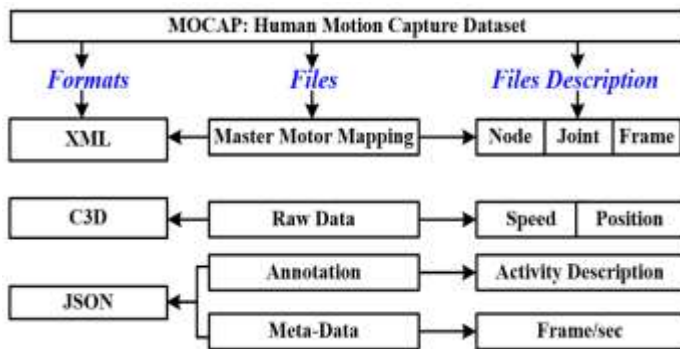 MOCAP: Human Motion Capture Dataset
Formats Files Files Description
XML Master Motor Mapping Node Joint Frame
C3D Raw Data Speed Position
Annotation Activity Description
JSON
Meta-Data Frame/sec